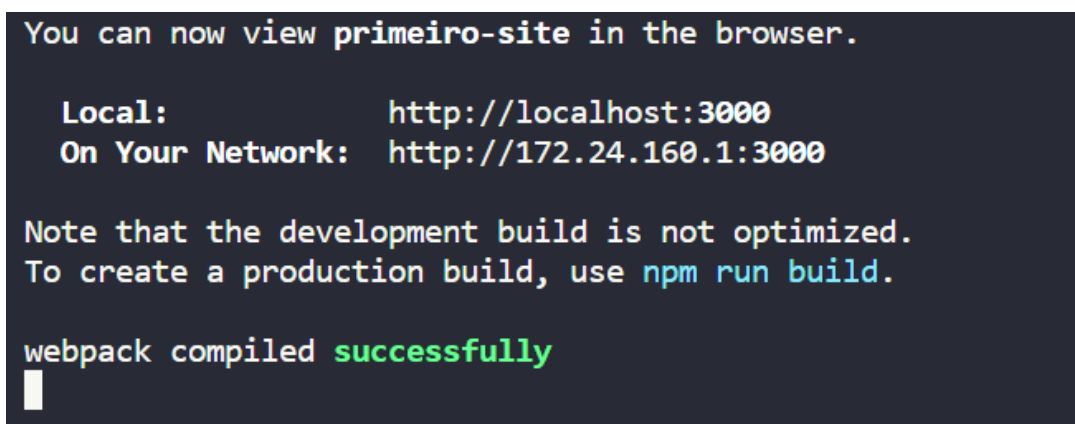 You can now view primeiro-site in the browser.
Local: http://localhost:3000
On Your Network: http://172.24.160.1:3000
Note that the development build is not optimized.
To create a production build, use npm run build.
webpack compiled successfully